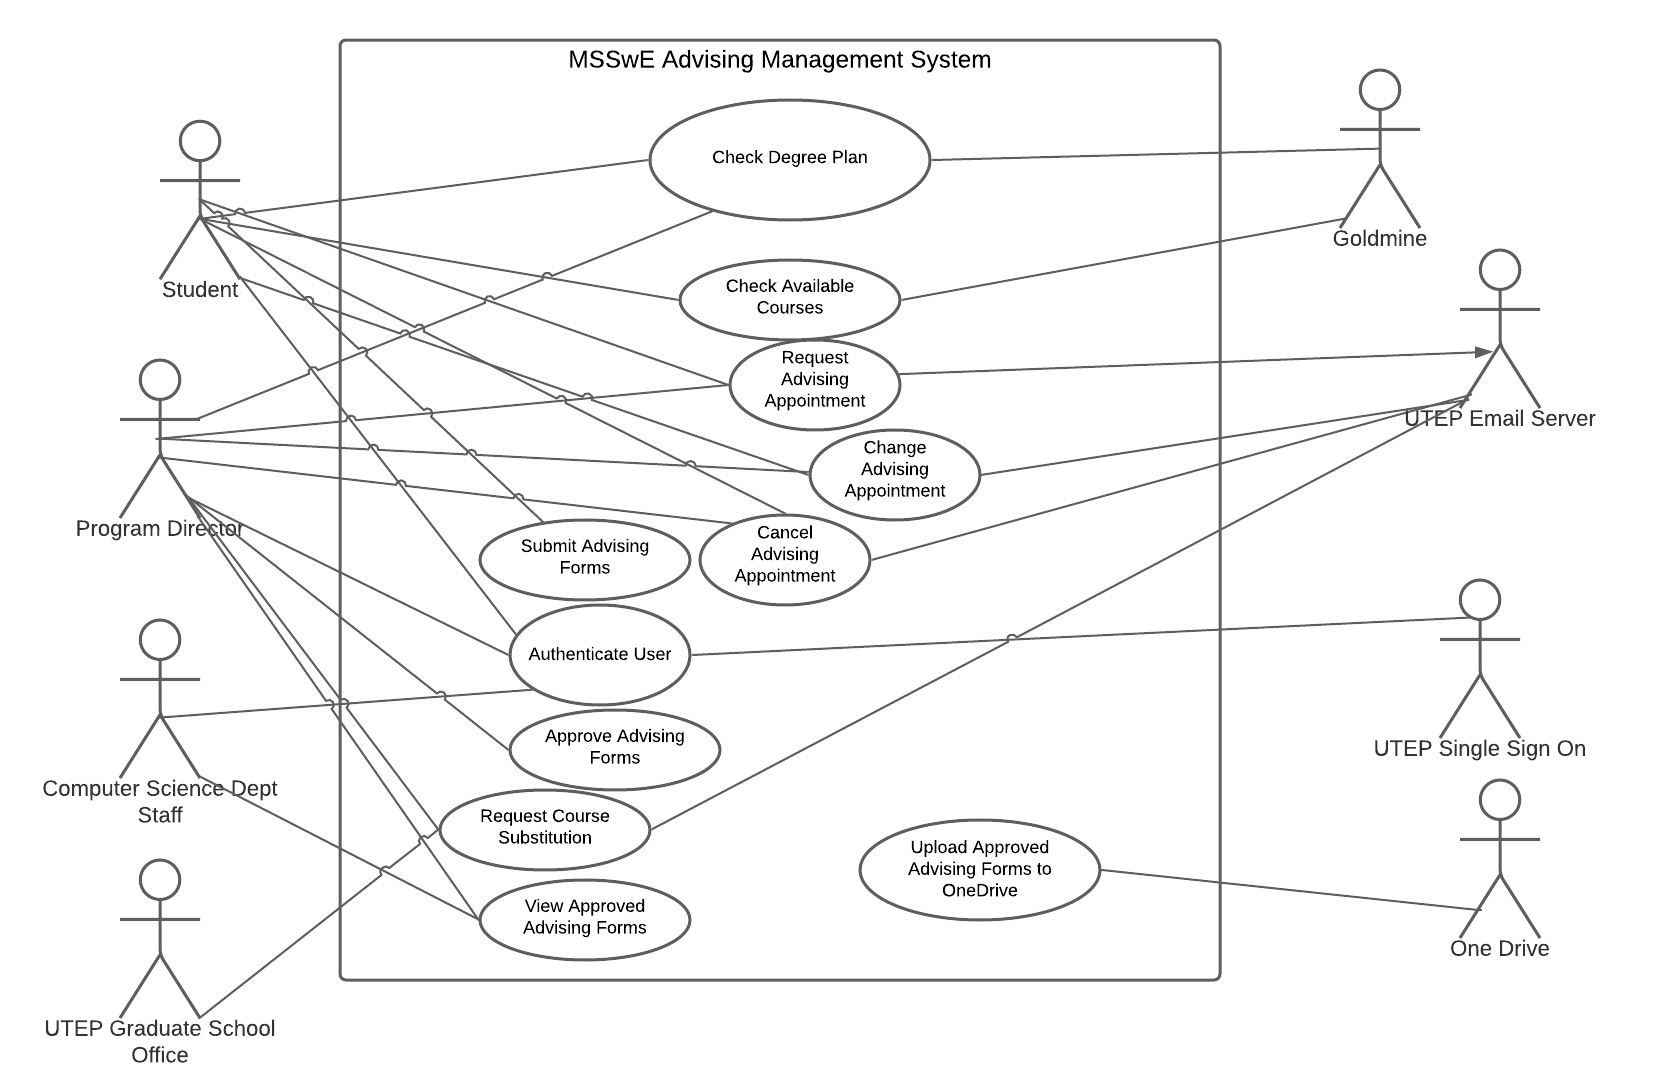 MSSwE Advising Management System
Check Degree Plan
Goldmine
Student
Check Available
Courses
Request
Advising
Appointment
UTEP Email Server
Change
Advising
Appointment
Program Director
Submit Advising
Forms
Cancel
Advising
Appointment
Authenticate User
Approve Advising
Forms
UTEP Single Sign On
Computer Science Dept
Staff
Request Course
Substitution
Upload Approved
Advising Forms to
OneDrive
View Approved
Advising Forms
One Drive
UTEP Graduate School
Office